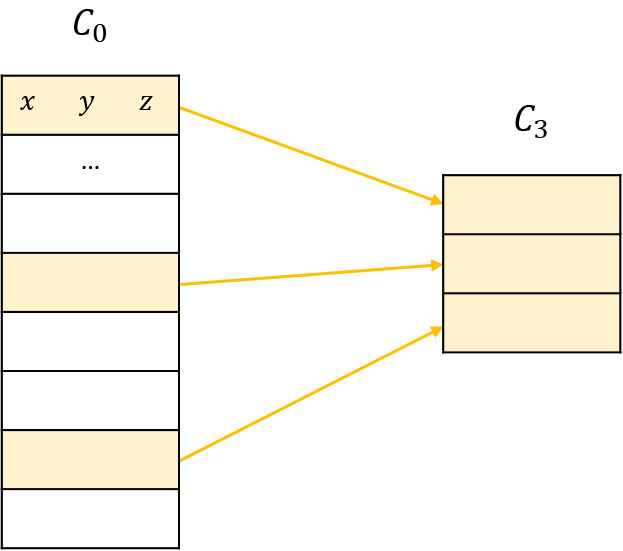 C₀
x y z
...
C₃